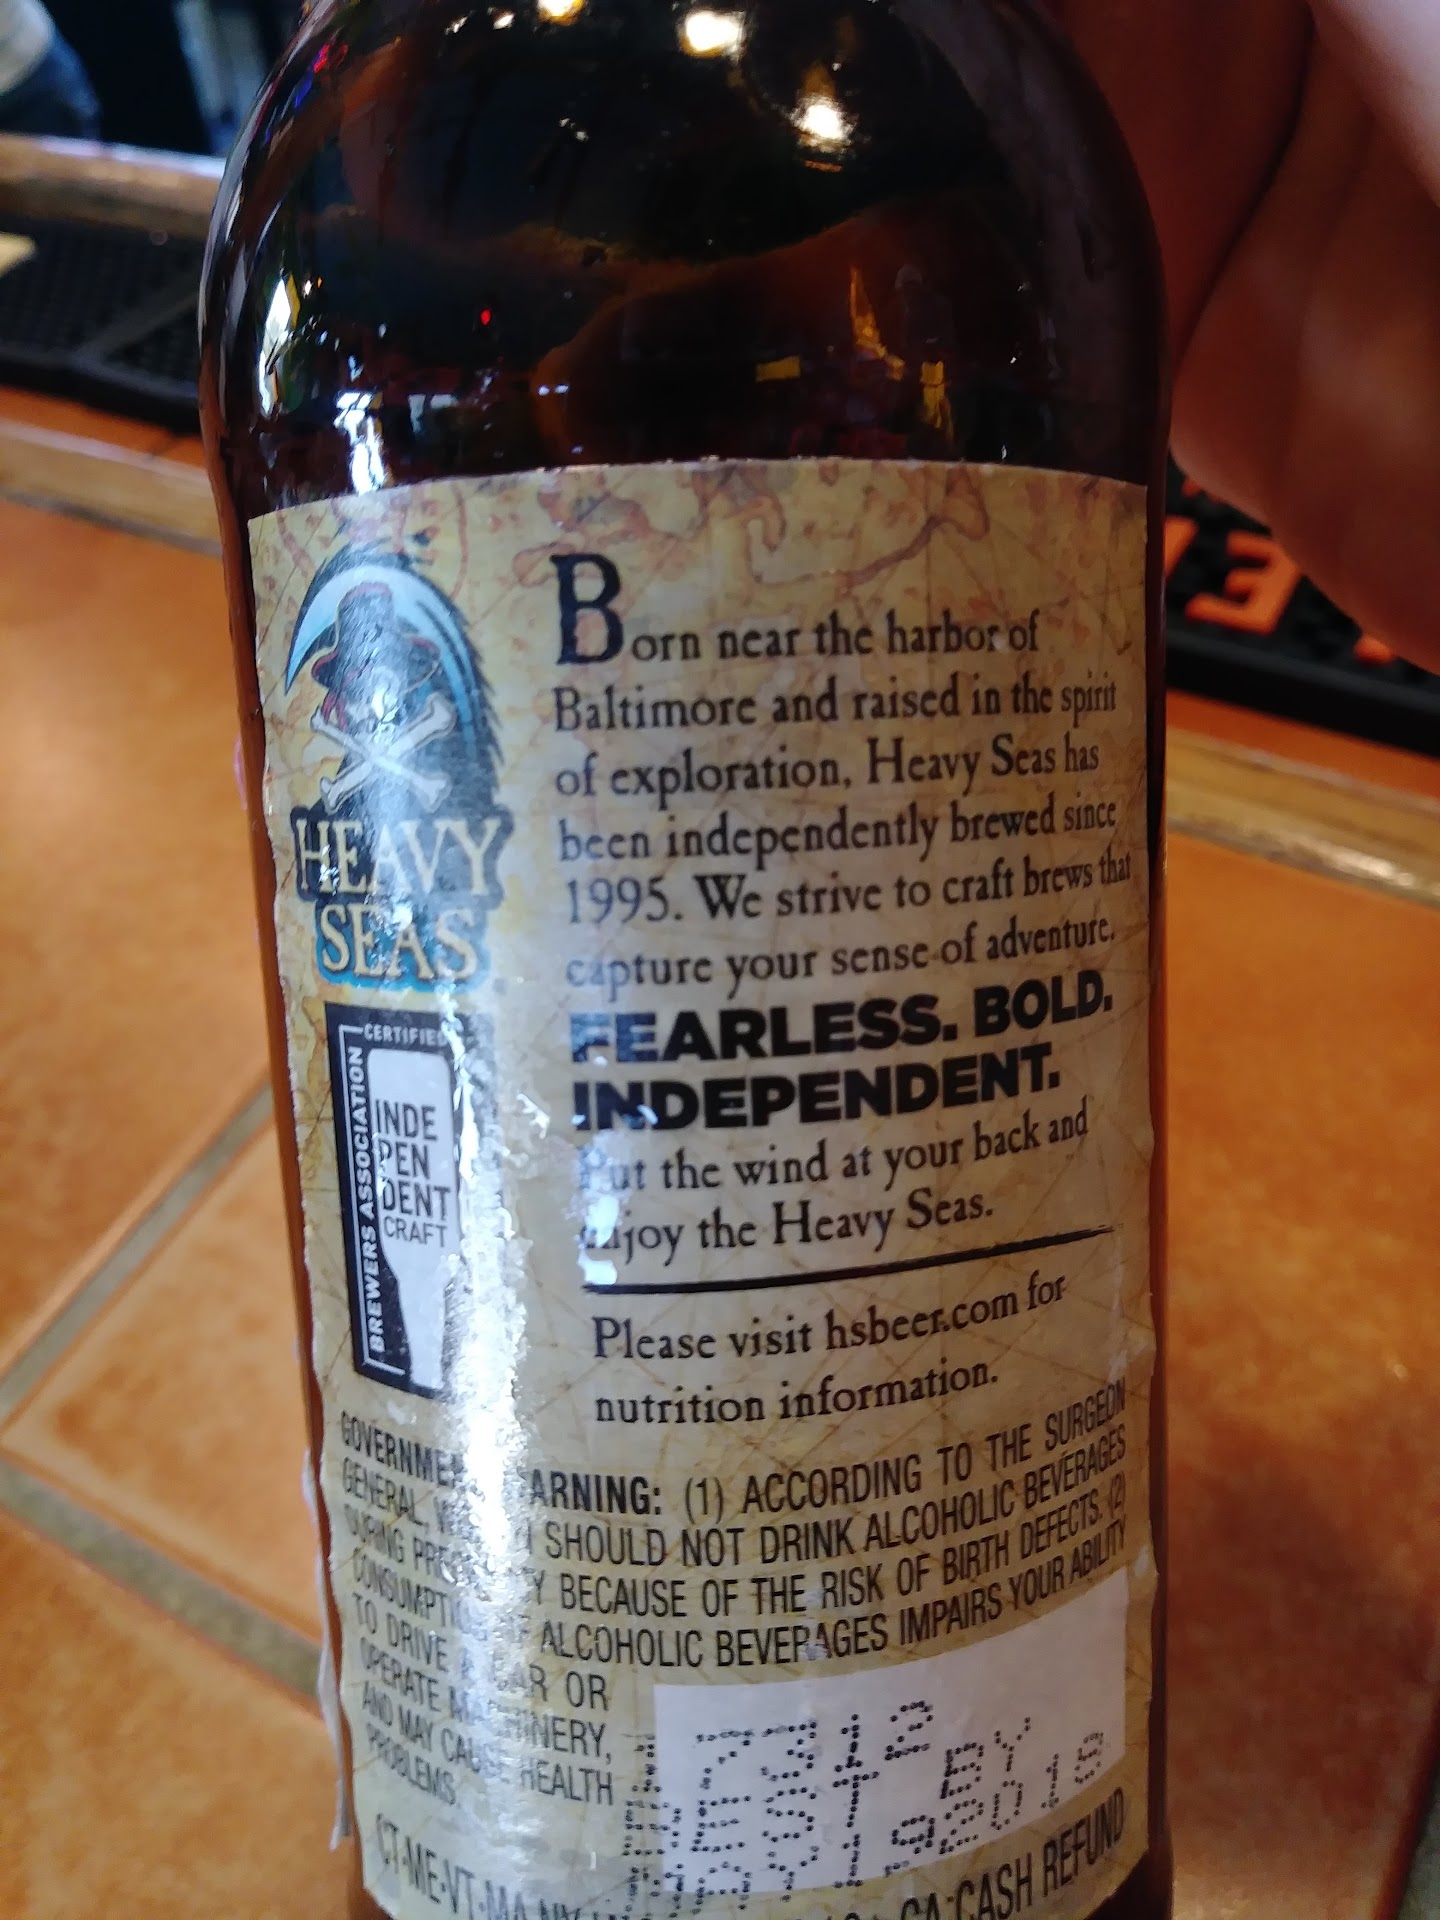 Born near the harbor of
Baltimore and raised in the spirit
of exploration, Heavy Seas has
been independently brewed since
1995. We strive to craft brews that
capture your sense of adventure.
FEARLESS. BOLD.
INDEPENDENT.
Put the wind at your back and
enjoy the Heavy Seas.
Please visit hsbeer.com for
nutrition information.
HEAVY
SEAS
CERTIFIED
BREWERS ASSOCIATION
INDE
PEN
DENT
CRAFT
GOVERNMENT WARNING: (1) ACCORDING TO THE SURGEON
GENERAL, WOMEN SHOULD NOT DRINK ALCOHOLIC BEVERAGES
DURING PREGNANCY BECAUSE OF THE RISK OF BIRTH DEFECTS. (2)
CONSUMPTION OF ALCOHOLIC BEVERAGES IMPAIRS YOUR ABILITY
TO DRIVE A CAR OR
OPERATE MACHINERY,
AND MAY CAUSE HEALTH
PROBLEMS.
BEST BY
CT·ME·VT·MA·NY
CA CASH REFUND